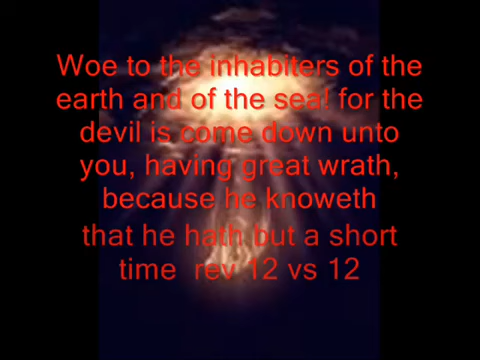 Woe to the inhabiters of the
earth and of the sea! for the
devil is come down unto
you, having great wrath,
because he knoweth
that he hath but a short
time rev 12 vs 12